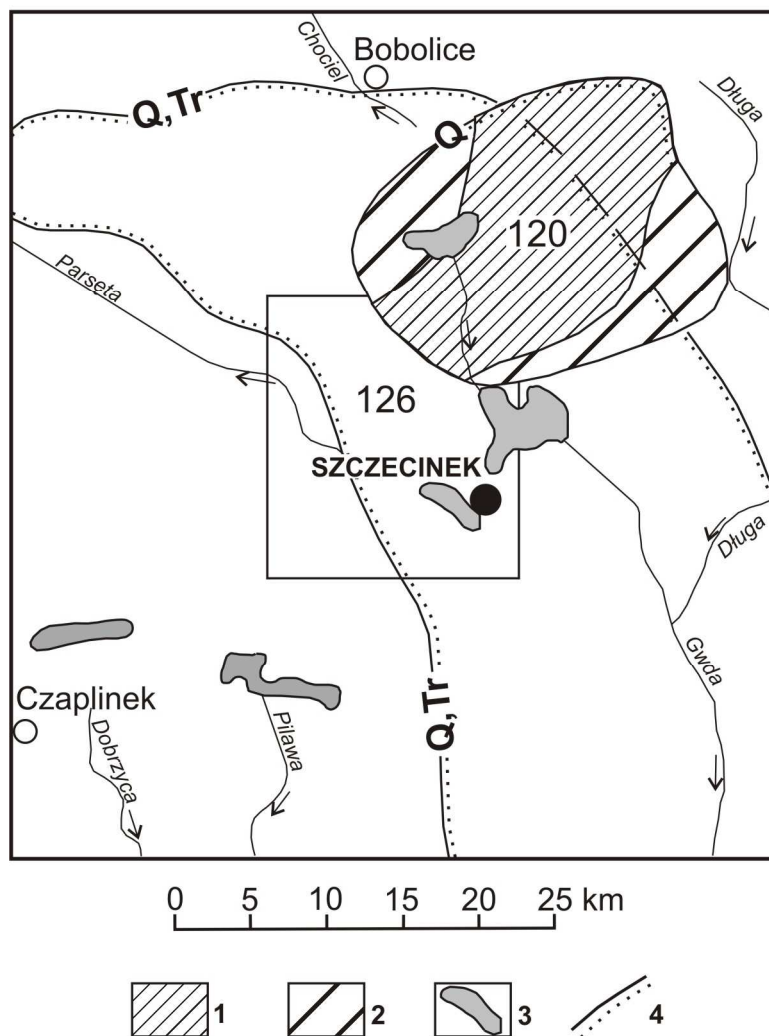 Bobolice
Chociel
Długa
Q,Tr
Q
120
Parsęta
126
SZCZECINEK
Długa
Gwda
Czaplinek
Dobrzyca
Pilawa
Q,Tr
0 5 10 15 20 25 km
1 2 3 4